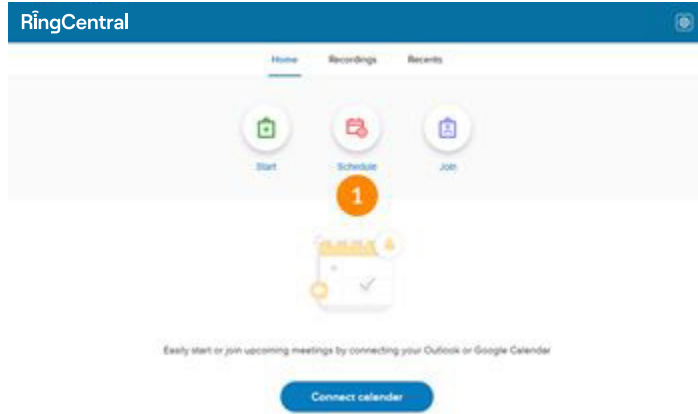 RingCentral
Home Recordings Recents
Start Schedule Join
1
Easily start or join upcoming meetings by connecting your Outlook or Google Calendar
Connect calender